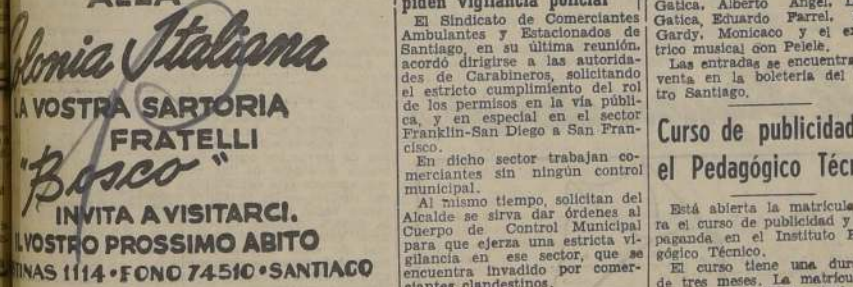 ALLA
Colonia Italiana
LA VOSTRA SARTORIA
FRATELLI
"Bosco"
INVITA A VISITARCI.
IL VOSTRO PROSSIMO ABITO
1114•FONO 74510•SANTIAGO
piden vigilancia policial
El Sindicato de Comerciantes
Ambulantes y Estacionados de
Santiago, en su última reunión,
acordó dirigirse a las autorida-
des de Carabineros, solicitando
el estricto cumplimiento del rol
de los permisos en la vía públi-
ca, y en especial en el sector
Franklin-San Diego a San Fran-
cisco.
En dicho sector trabajan co-
merciantes sin ningún control
municipal.
Al mismo tiempo, solicitan del
Alcalde se sirva dar órdenes al
Cuerpo de Control Municipal
para que ejerza una estricta vi-
gilancia en ese sector, que se
encuentra invadido por comer-
ciantes clandestinos.
Gatica, Alberto Angel, L
Gatica, Eduardo Parrel,
Gardy, Monicaco y el ex
trico musical don Pelele.
Las entradas se encuentra
venta en la boletería del
tro Santiago.
Curso de publicidad
el Pedagógico Técn
Está abierta la matrícula
ra el curso de publicidad y
paganda en el Instituto P
gógico Técnico.
El curso tiene una dur
de tres meses. La matrícu